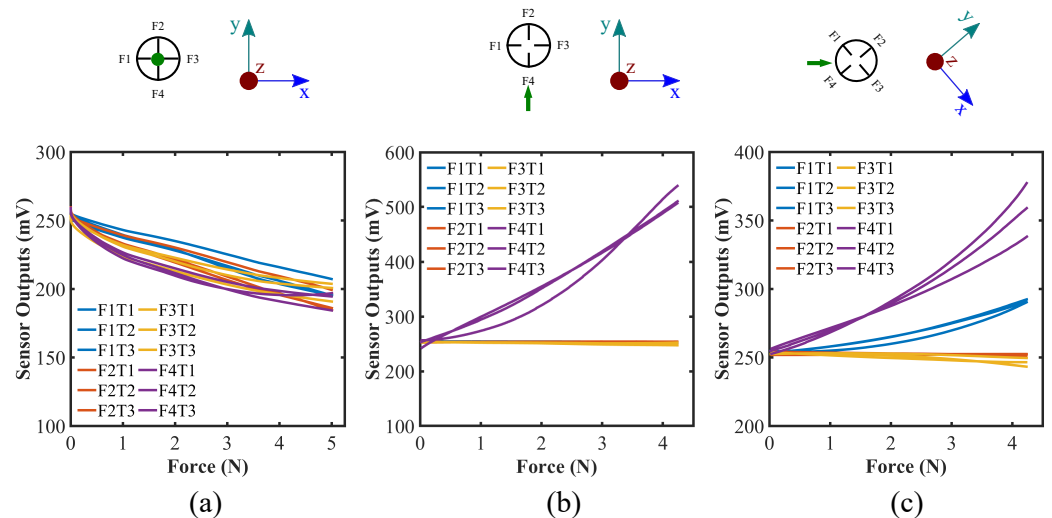 F2
F1 F3
F4
y
z
x
F2
F1 F3
F4
y
z
x
F1 F2
F4 F3
y
z
x
300
250
200
150
100
Sensor Outputs (mV)
F1T1 F3T1
F1T2 F3T2
F1T3 F3T3
F2T1 F4T1
F2T2 F4T2
F2T3 F4T3
0 1 2 3 4 5
Force (N)
(a)
600
500
400
300
200
100
Sensor Outputs (mV)
F1T1 F3T1
F1T2 F3T2
F1T3 F3T3
F2T1 F4T1
F2T2 F4T2
F2T3 F4T3
0 1 2 3 4
Force (N)
(b)
400
350
300
250
200
Sensor Outputs (mV)
F1T1 F3T1
F1T2 F3T2
F1T3 F3T3
F2T1 F4T1
F2T2 F4T2
F2T3 F4T3
0 1 2 3 4
Force (N)
(c)